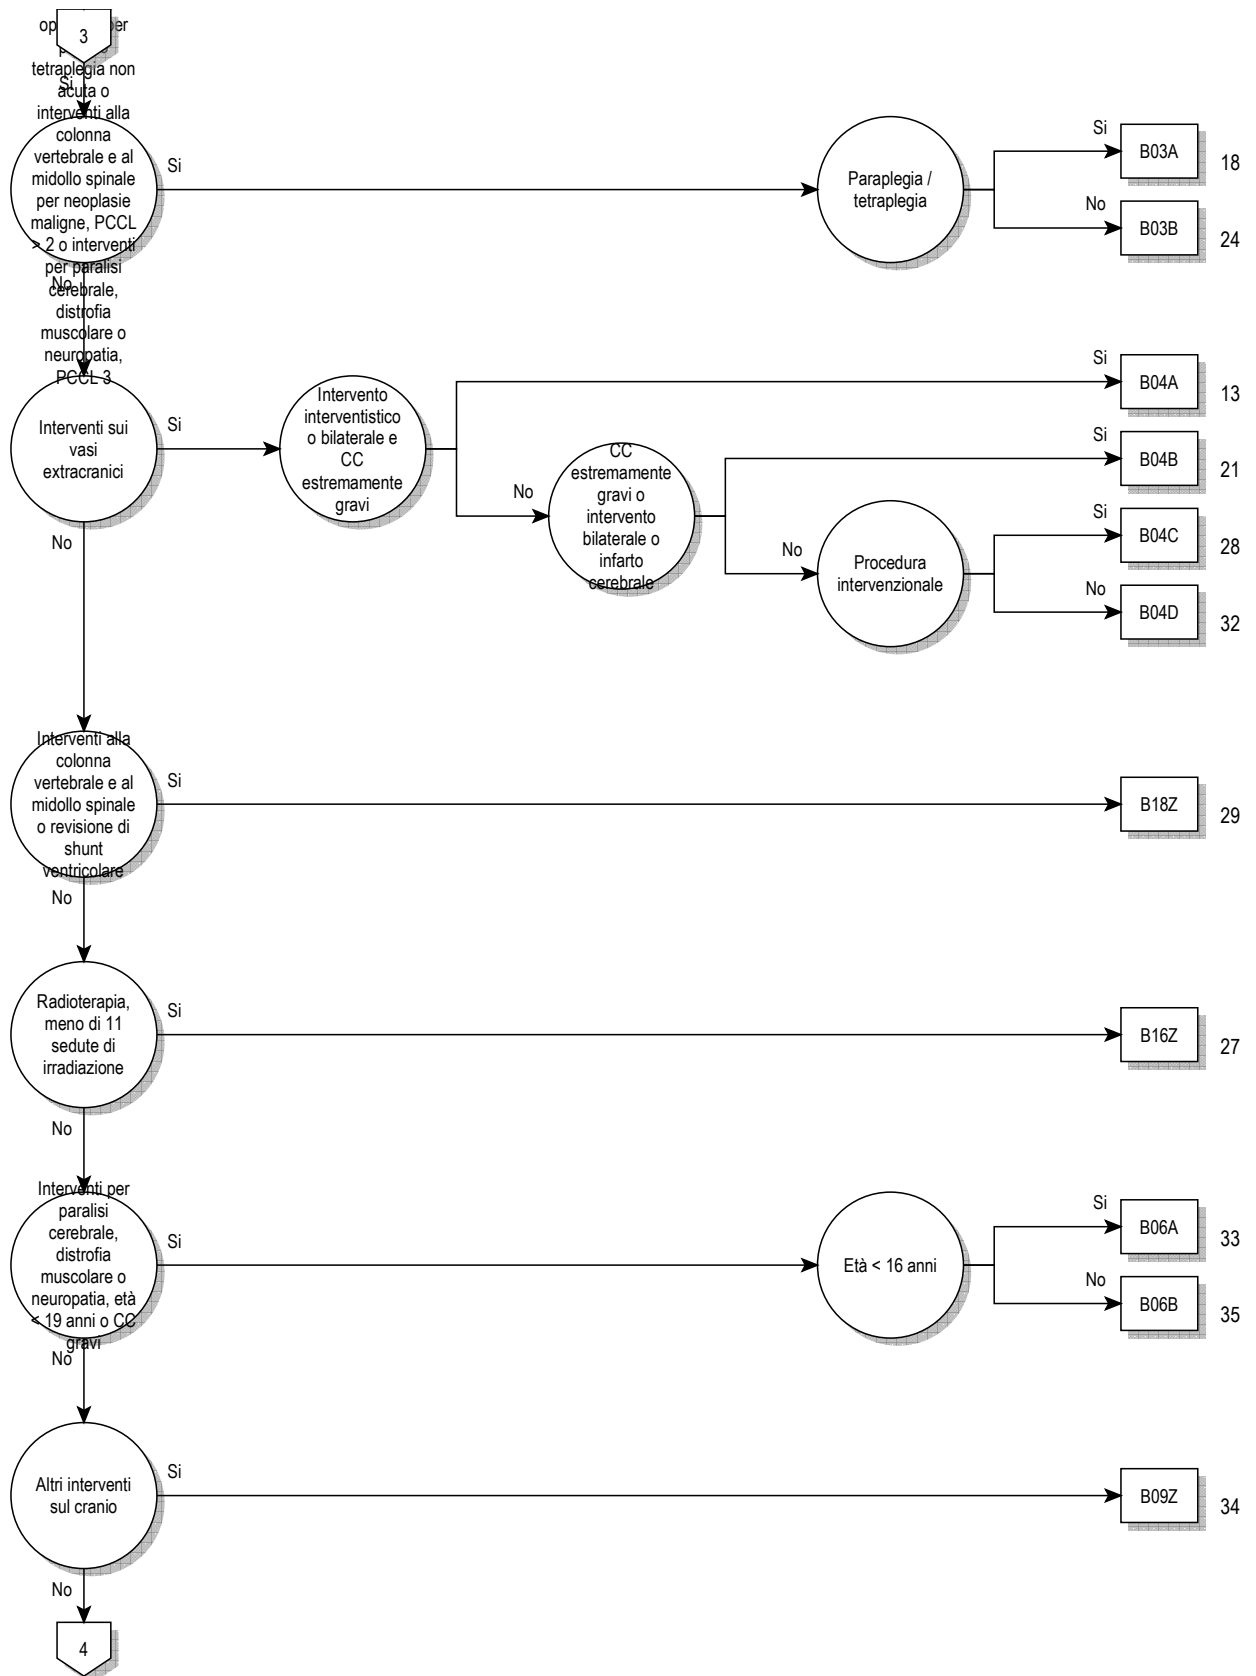 3
tetraplegia non
Si
acuta o
interventi alla
colonna
vertebrale e al
midollo spinale
per neoplasie
maligne, PCCL
> 2 o interventi
per paralisi
No
cerebrale,
distrofia
muscolare o
neuropatia,
PCCL 3
Si
Paraplegia /
tetraplegia
Si
B03A
18
No
B03B
24
Interventi sui
vasi
extracranici
Si
Intervento
interventistico
o bilaterale e
CC
estremamente
gravi
Si
B04A
13
No
CC
estremamente
gravi o
intervento
bilaterale o
infarto
cerebrale
Si
B04B
21
No
Procedura
intervenzionale
Si
B04C
28
No
B04D
32
No
Interventi alla
colonna
vertebrale e al
midollo spinale
o revisione di
shunt
ventricolare
Si
B18Z
29
No
Radioterapia,
meno di 11
sedute di
irradiazione
Si
B16Z
27
No
Interventi per
paralisi
cerebrale,
distrofia
muscolare o
neuropatia, età
< 19 anni o CC
gravi
Si
Età < 16 anni
Si
B06A
33
No
B06B
35
No
Altri interventi
sul cranio
Si
B09Z
34
No
4